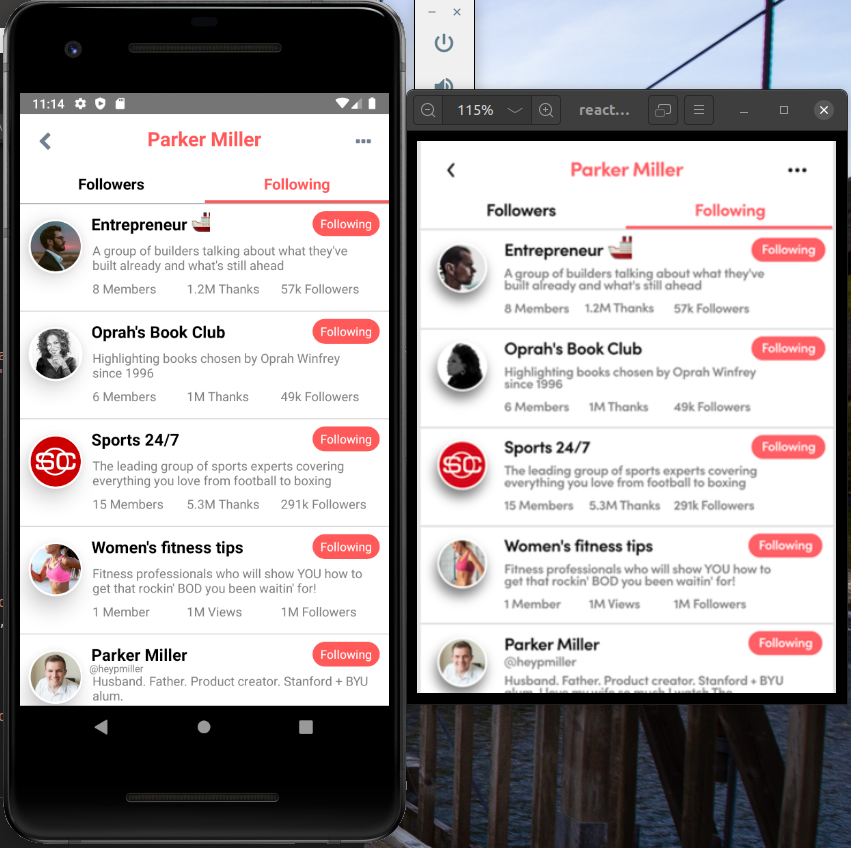 11:14
Parker Miller
Followers
Following
Entrepreneur
Following
A group of builders talking about what they've
built already and what's still ahead
8 Members 1.2M Thanks 57k Followers
Oprah's Book Club
Following
Highlighting books chosen by Oprah Winfrey
since 1996
6 Members 1M Thanks 49k Followers
SOC
Sports 24/7
Following
The leading group of sports experts covering
everything you love from football to boxing
15 Members 5.3M Thanks 291k Followers
Women's fitness tips
Following
Fitness professionals who will show YOU how to
get that rockin' BOD you been waitin' for!
1 Member 1M Views 1M Followers
Parker Miller
Following
@heypmiller
Husband. Father. Product creator. Stanford + BYU
alum.
115%
react...
Parker Miller
Followers
Following
Entrepreneur
Following
A group of builders talking about what they've
built already and what's still ahead
8 Members 1.2M Thanks 57k Followers
Oprah's Book Club
Following
Highlighting books chosen by Oprah Winfrey
since 1996
6 Members 1M Thanks 49k Followers
SOC
Sports 24/7
Following
The leading group of sports experts covering
everything you love from football to boxing
15 Members 5.3M Thanks 291k Followers
Women's fitness tips
Following
Fitness professionals who will show YOU how to
get that rockin' BOD you been waitin' for!
1 Member 1M Views 1M Followers
Parker Miller
Following
@heypmiller
Husband. Father. Product creator. Stanford + BYU
alum. I love my wife so much I watch The